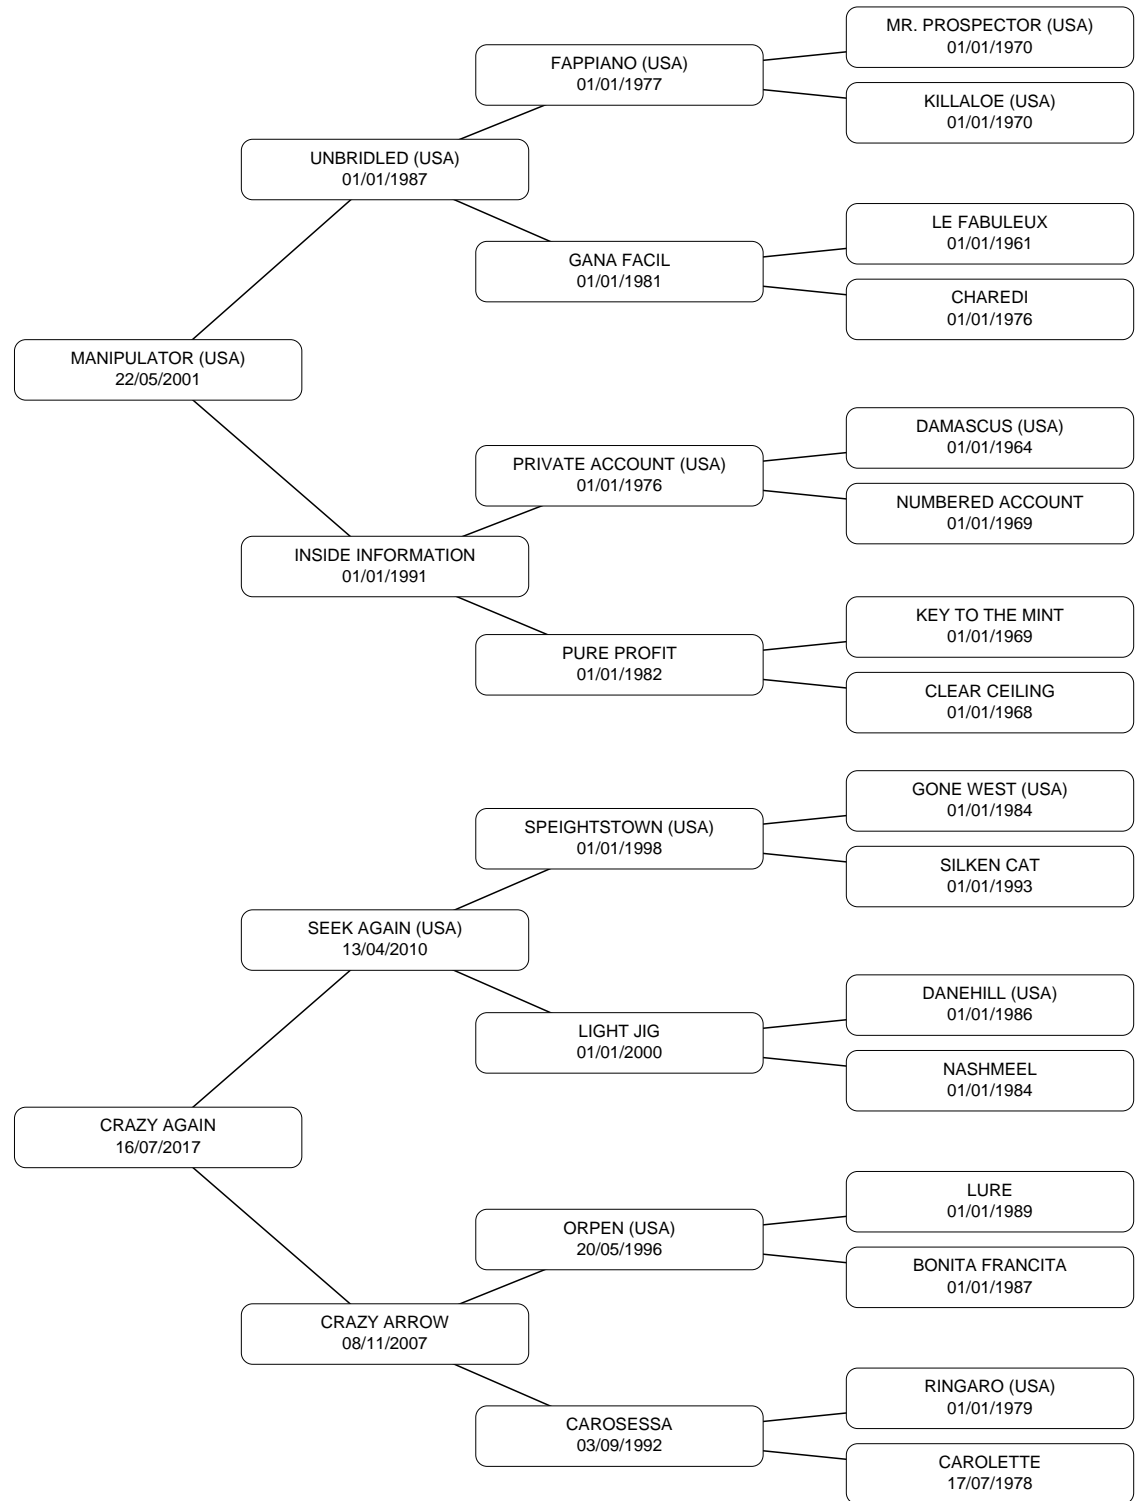 MR. PROSPECTOR (USA)
01/01/1970
FAPPIANO (USA)
01/01/1977
KILLALOE (USA)
01/01/1970
UNBRIDLED (USA)
01/01/1987
LE FABULEUX
01/01/1961
GANA FACIL
01/01/1981
CHAREDI
01/01/1976
MANIPULATOR (USA)
22/05/2001
DAMASCUS (USA)
01/01/1964
PRIVATE ACCOUNT (USA)
01/01/1976
NUMBERED ACCOUNT
01/01/1969
INSIDE INFORMATION
01/01/1991
KEY TO THE MINT
01/01/1969
PURE PROFIT
01/01/1982
CLEAR CEILING
01/01/1968
GONE WEST (USA)
01/01/1984
SPEIGHTSTOWN (USA)
01/01/1998
SILKEN CAT
01/01/1993
SEEK AGAIN (USA)
13/04/2010
DANEHILL (USA)
01/01/1986
LIGHT JIG
01/01/2000
NASHMEEL
01/01/1984
CRAZY AGAIN
16/07/2017
LURE
01/01/1989
ORPEN (USA)
20/05/1996
BONITA FRANCITA
01/01/1987
CRAZY ARROW
08/11/2007
RINGARO (USA)
01/01/1979
CAROSESSA
03/09/1992
CAROLETTE
17/07/1978